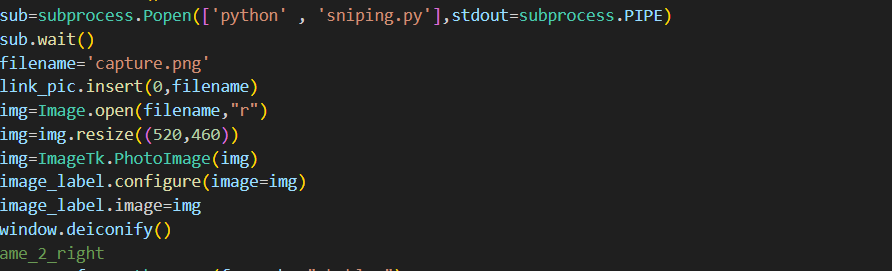 sub=subprocess.Popen(['python' , 'sniping.py'],stdout=subprocess.PIPE)
sub.wait()
filename='capture.png'
link_pic.insert(0,filename)
img=Image.open(filename,"r")
img=img.resize((520,460))
img=ImageTk.PhotoImage(img)
image_label.configure(image=img)
image_label.image=img
window.deiconify()
ame_2_right